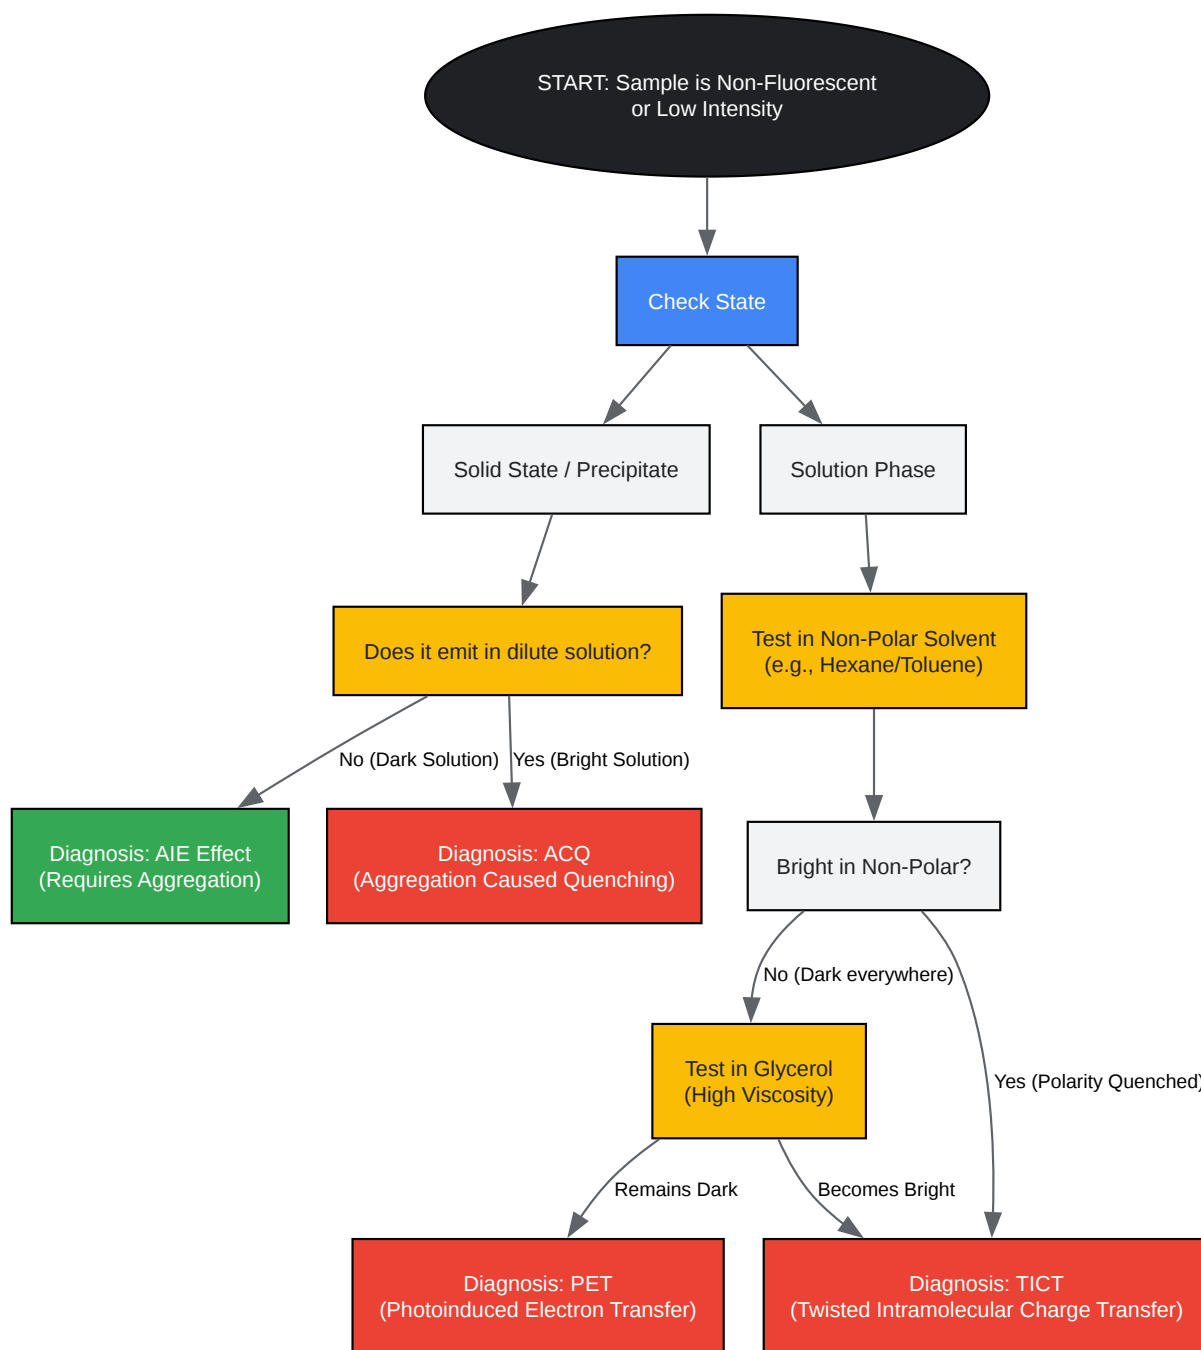 START: Sample is Non-Fluorescent
or Low Intensity
Check State
Solid State / Precipitate
Solution Phase
Does it emit in dilute solution?
Test in Non-Polar Solvent
(e.g., Hexane/Toluene)
No (Dark Solution)
Yes (Bright Solution)
Diagnosis: AIE Effect
(Requires Aggregation)
Diagnosis: ACQ
(Aggregation Caused Quenching)
Bright in Non-Polar?
No (Dark everywhere)
Test in Glycerol
(High Viscosity)
Yes (Polarity Quenched)
Remains Dark
Becomes Bright
Diagnosis: PET
(Photoinduced Electron Transfer)
Diagnosis: TICT
(Twisted Intramolecular Charge Transfer)